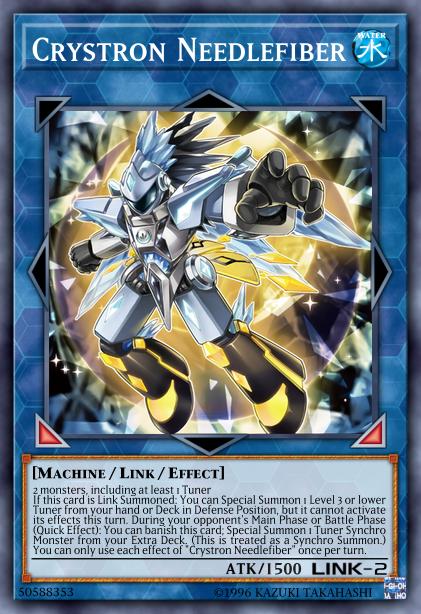 CRYSTRON NEEDLEFIBER
WATER
水
[MACHINE / LINK / EFFECT]
2 monsters, including at least 1 Tuner
If this card is Link Summoned: You can Special Summon 1 Level 3 or lower
Tuner from your hand or Deck in Defense Position, but it cannot activate
its effects this turn. During your opponent's Main Phase or Battle Phase
(Quick Effect): You can banish this card; Special Summon 1 Tuner Synchro
Monster from your Extra Deck. (This is treated as a Synchro Summon.)
You can only use each effect of "Crystron Needlefiber" once per turn.
ATK/1500 LINK-2
50588353
©1996 KAZUKI TAKAHASHI